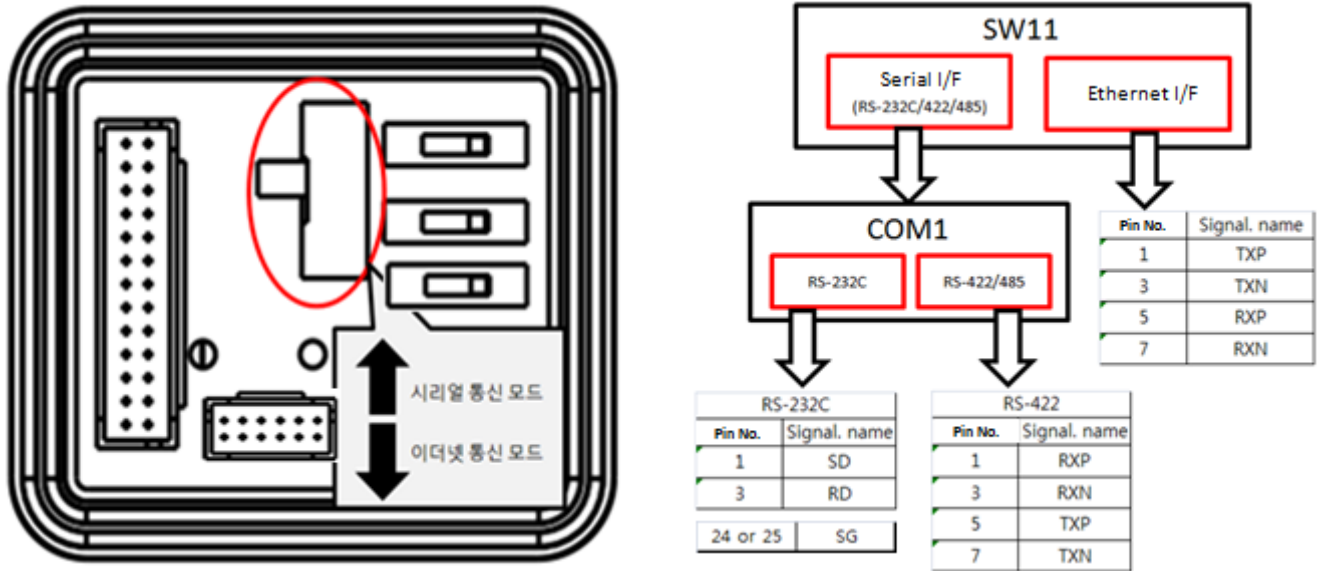 시리얼 통신 모드
이더넷 통신 모드
SW11
Serial I/F
(RS-232C/422/485)
Ethernet I/F
COM1
RS-232C
RS-422/485
Pin No. Signal. name
1 TXP
3 TXN
5 RXP
7 RXN
RS-232C
Pin No. Signal. name
1 SD
3 RD
24 or 25 SG
RS-422
Pin No. Signal. name
1 RXP
3 RXN
5 TXP
7 TXN